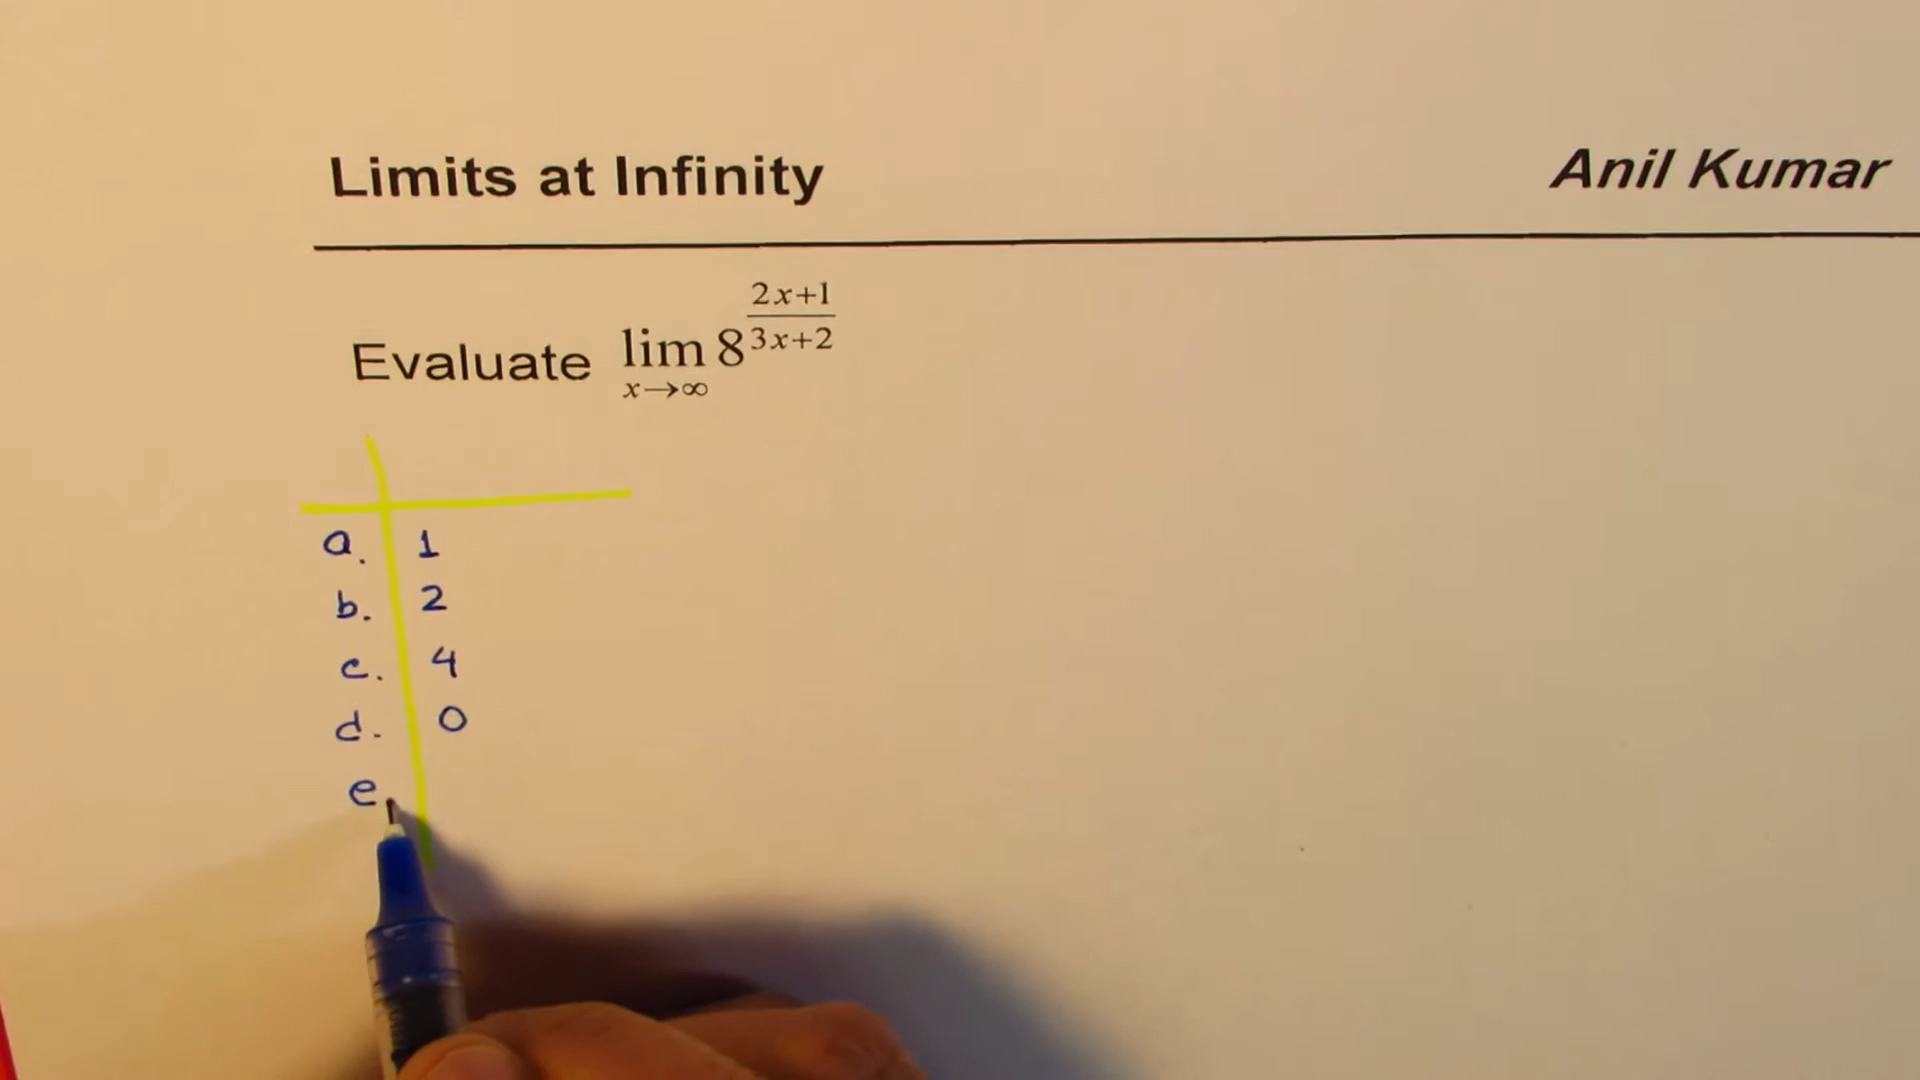 Limits at Infinity Anil Kumar
Evaluate lim x→∞ 8^((2x+1)/(3x+2))
a. 1
b. 2
c. 4
d. 0
e.